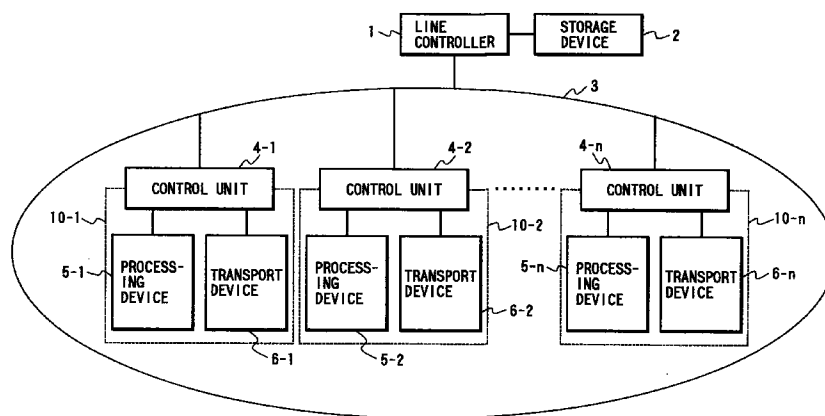 1
LINE
CONTROLLER
STORAGE
DEVICE
2
3
4-1
4-2
4-n
CONTROL UNIT
CONTROL UNIT
CONTROL UNIT
10-1
10-2
10-n
5-1
PROCESS-
ING
DEVICE
TRANSPORT
DEVICE
PROCESS-
ING
DEVICE
TRANSPORT
DEVICE
5-n
PROCESS-
ING
DEVICE
TRANSPORT
DEVICE
6-n
6-1
5-2
6-2